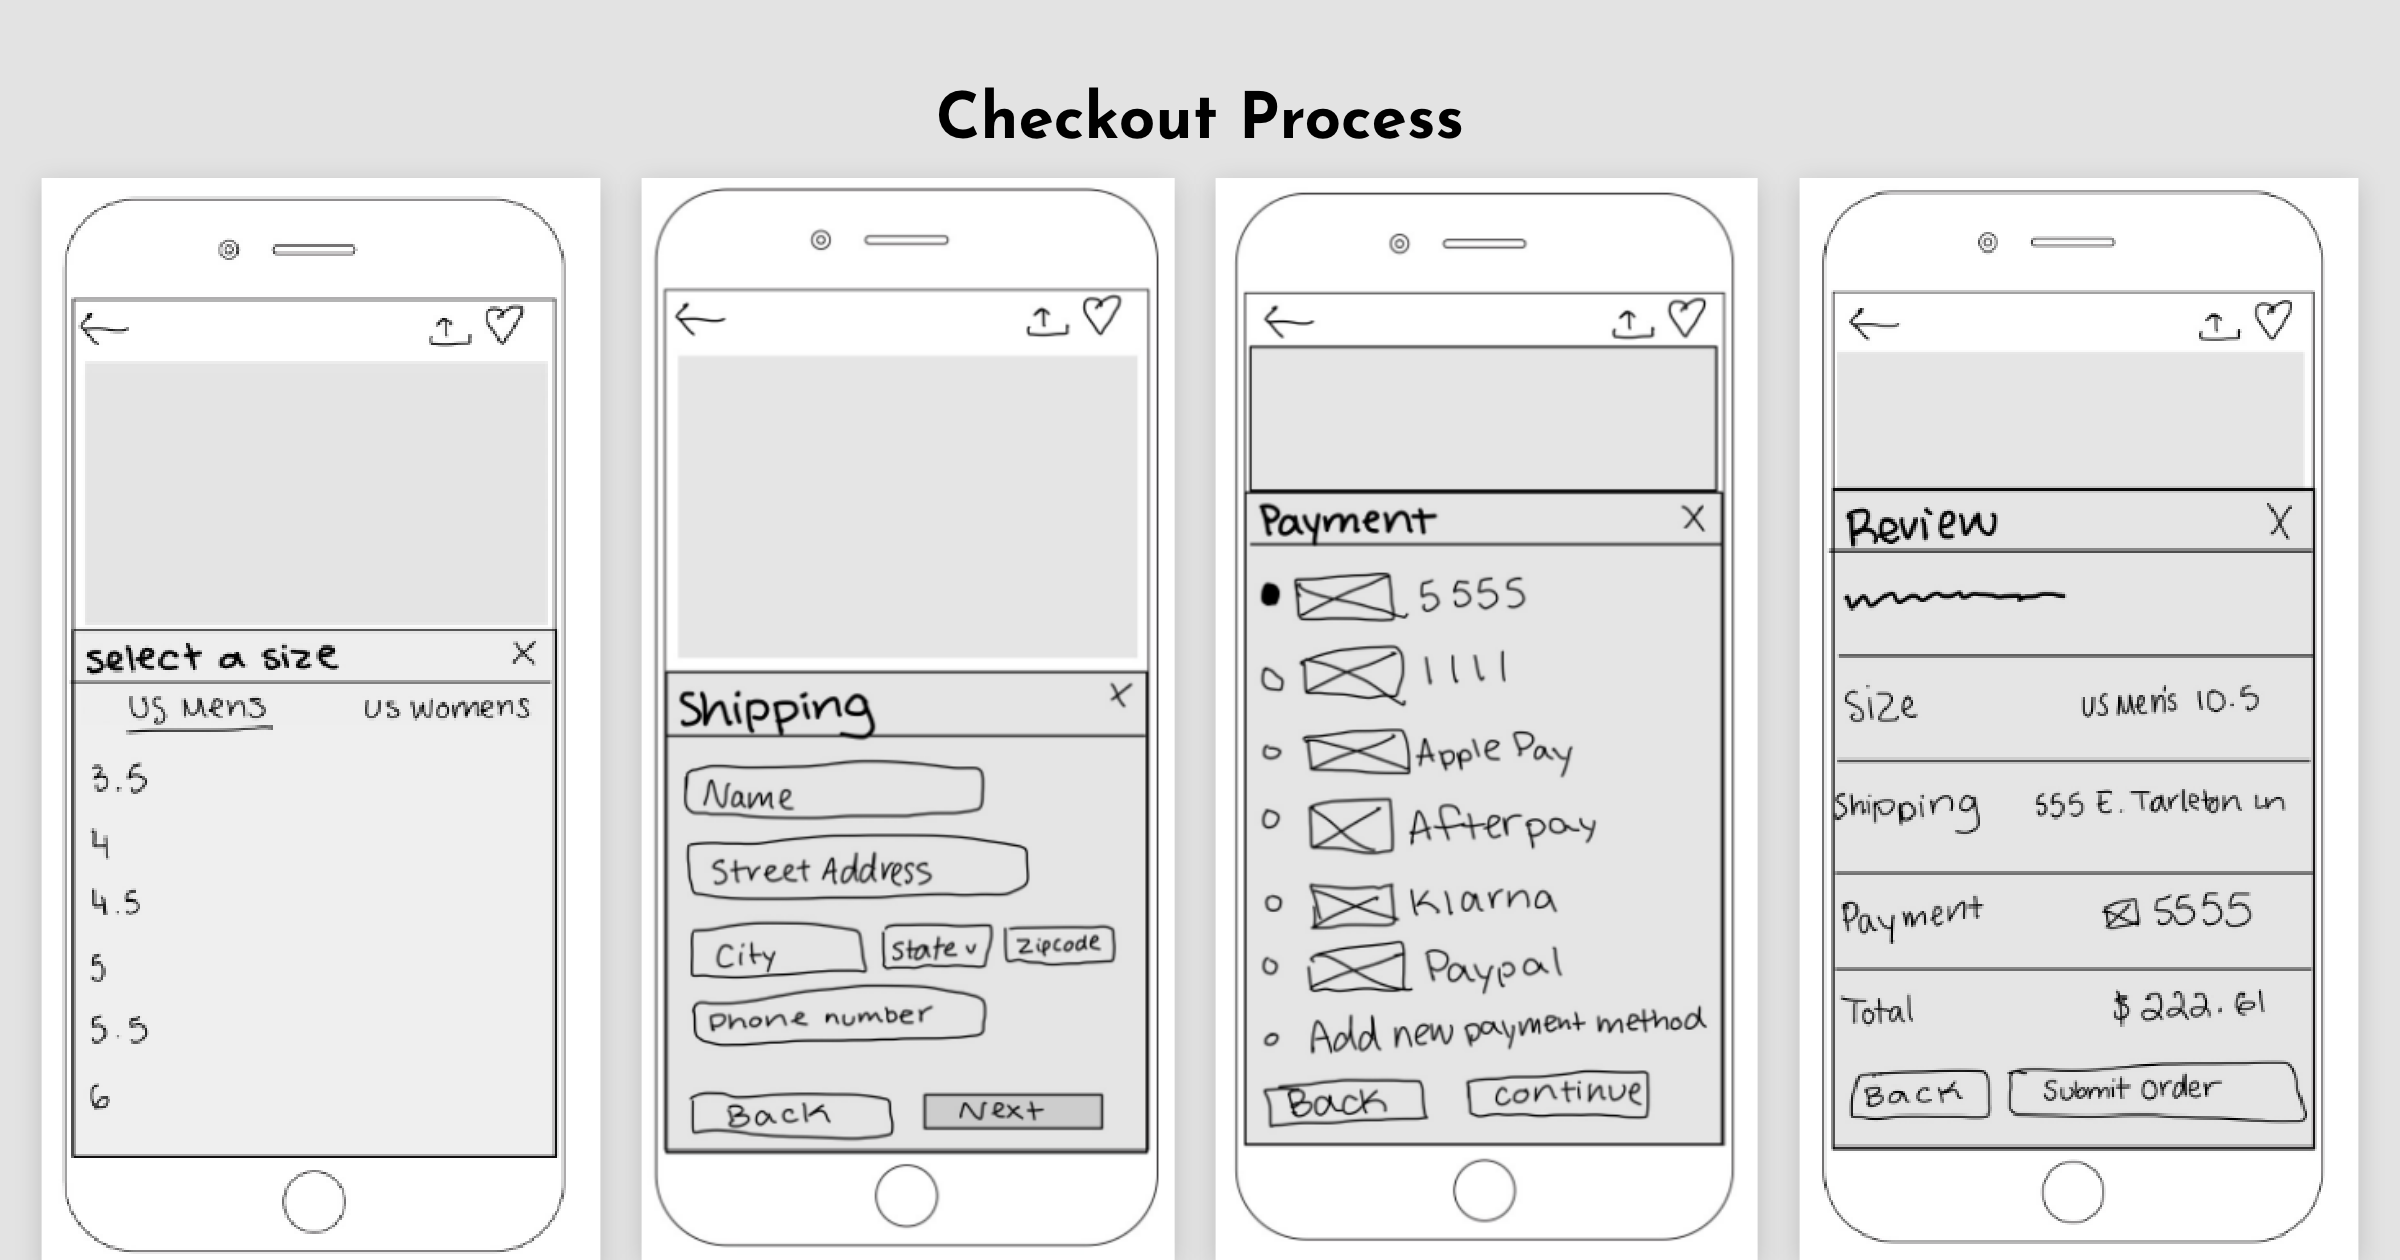 Checkout Process
select a size X
US Mens US Womens
3.5
4
4.5
5
5.5
6
Shipping X
Name
Street Address
City State v Zipcode
Phone number
Back Next
Payment X
5555
1111
Apple Pay
Afterpay
Klarna
Paypal
Add new payment method
Back continue
Review X
Size US Men's 10.5
Shipping 555 E. Tarleton Ln
Payment 5555
Total $222.61
Back Submit order